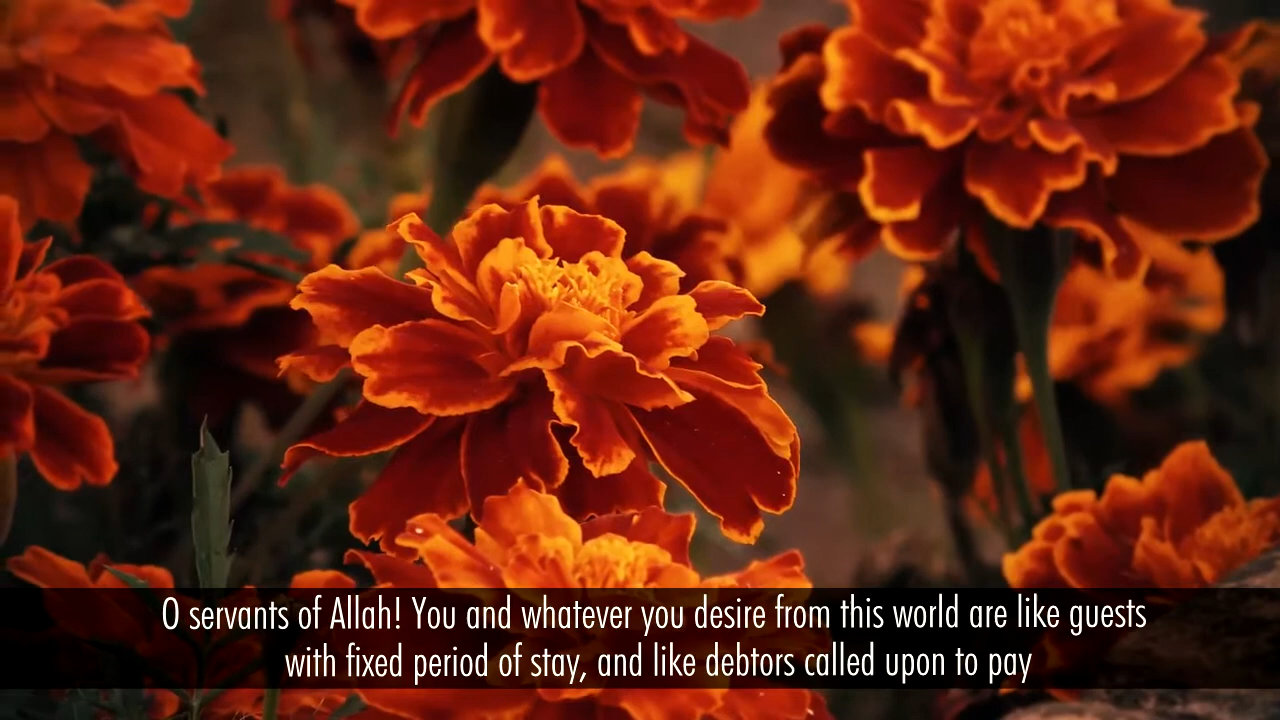 O servants of Allah! You and whatever you desire from this world are like guests
with fixed period of stay, and like debtors called upon to pay